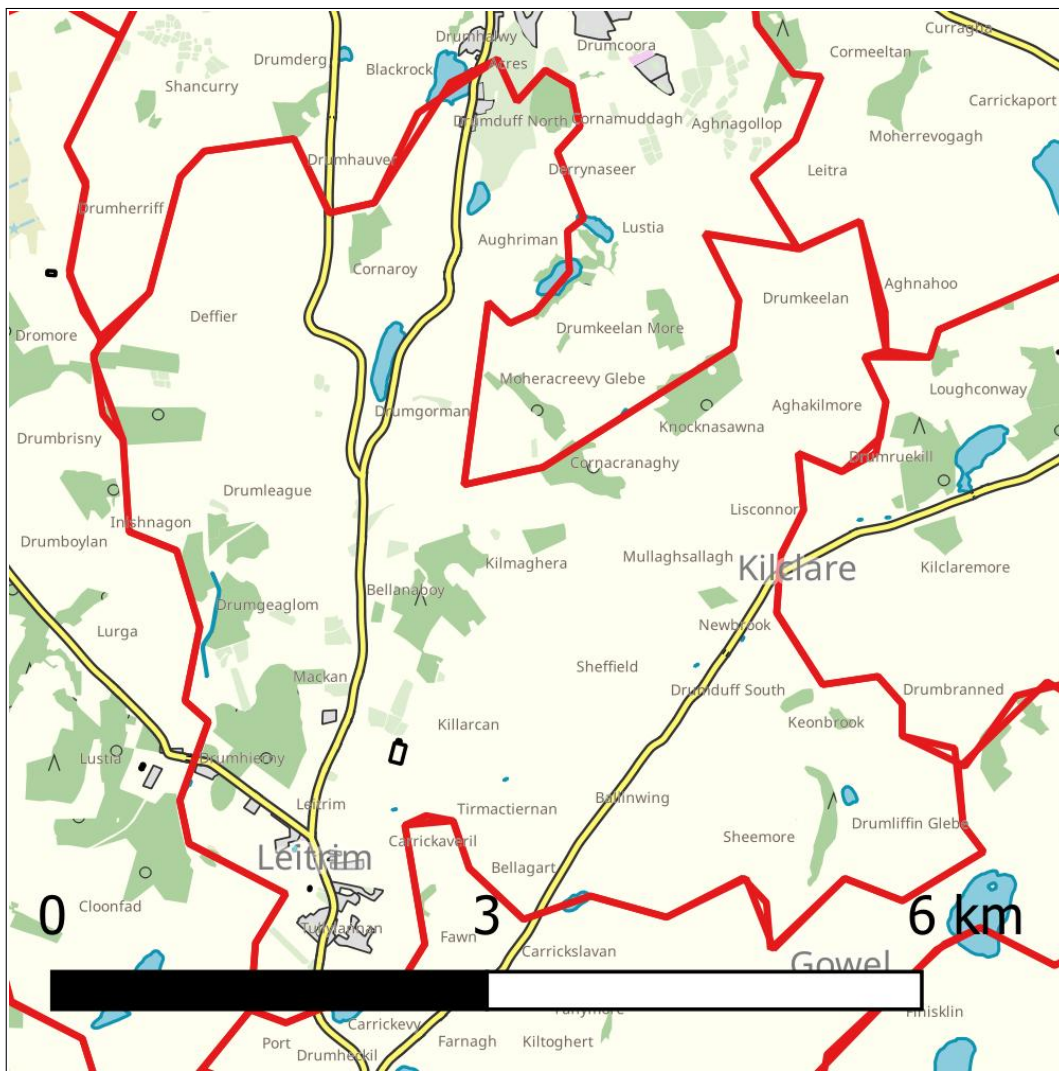 Curragha
Drumhalwy
Drumcoora
Cormeeltan
Drumderg
Blackrock
Acres
Shancurry
Carrickaport
Drumduff North
Cornamuddagh
Aghnagollop
Moherrevogagh
Drumhauver
Derrynaseer
Leitra
Drumherriff
Lustia
Aughriman
Cornaroy
Aghnahoo
Drumkeelan
Deffier
Drumkeelan More
Dromore
Moheracreevy Glebe
Loughconway
Drumgorman
Aghakilmore
Knocknasawna
Drumbrisny
Drumruekill
Cornacranaghy
Drumleague
Lisconnor
Inishnagon
Drumboylan
Kilmaghera
Mullaghsallagh
Kilclare
Kilclaremore
Bellanaboy
Drumgeaglom
Lurga
Newbrook
Sheffield
Mackan
Drumduff South
Drumbranned
Killarcan
Keonbrook
Lustia
Drumhierny
Ballinwing
Leitrim
Tirmactiernan
Drumliffin Glebe
Sheemore
Carrickaveril
Leitrim
Bellagart
Cloonfad
0
3
6 km
Fawn
Carrickslavan
Gowel
Carrickevy
Port
Farnagh
Kiltoghert
Drumheckil